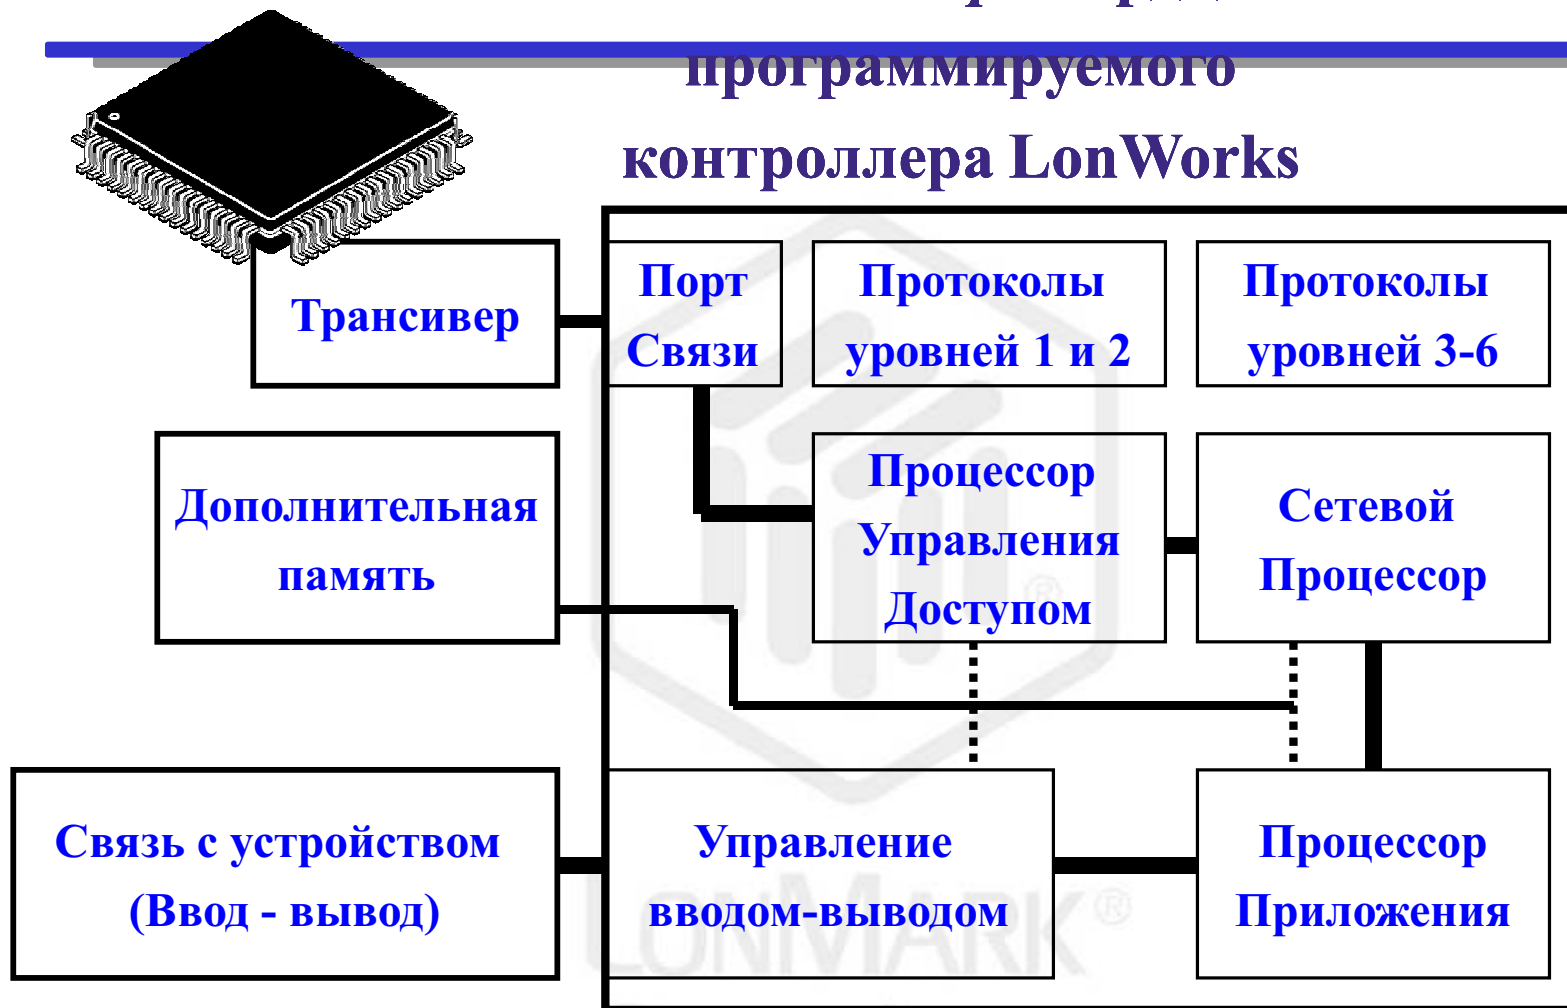 программируемого
контроллера LonWorks
Порт
Связи
Протоколы
уровней 1 и 2
Протоколы
уровней 3-6
Трансивер
Дополнительная
память
Процессор
Управления
Доступом
Сетевой
Процессор
Связь с устройством
(Ввод - вывод)
Управление
вводом-выводом
Процессор
Приложения
®
LONMARK®